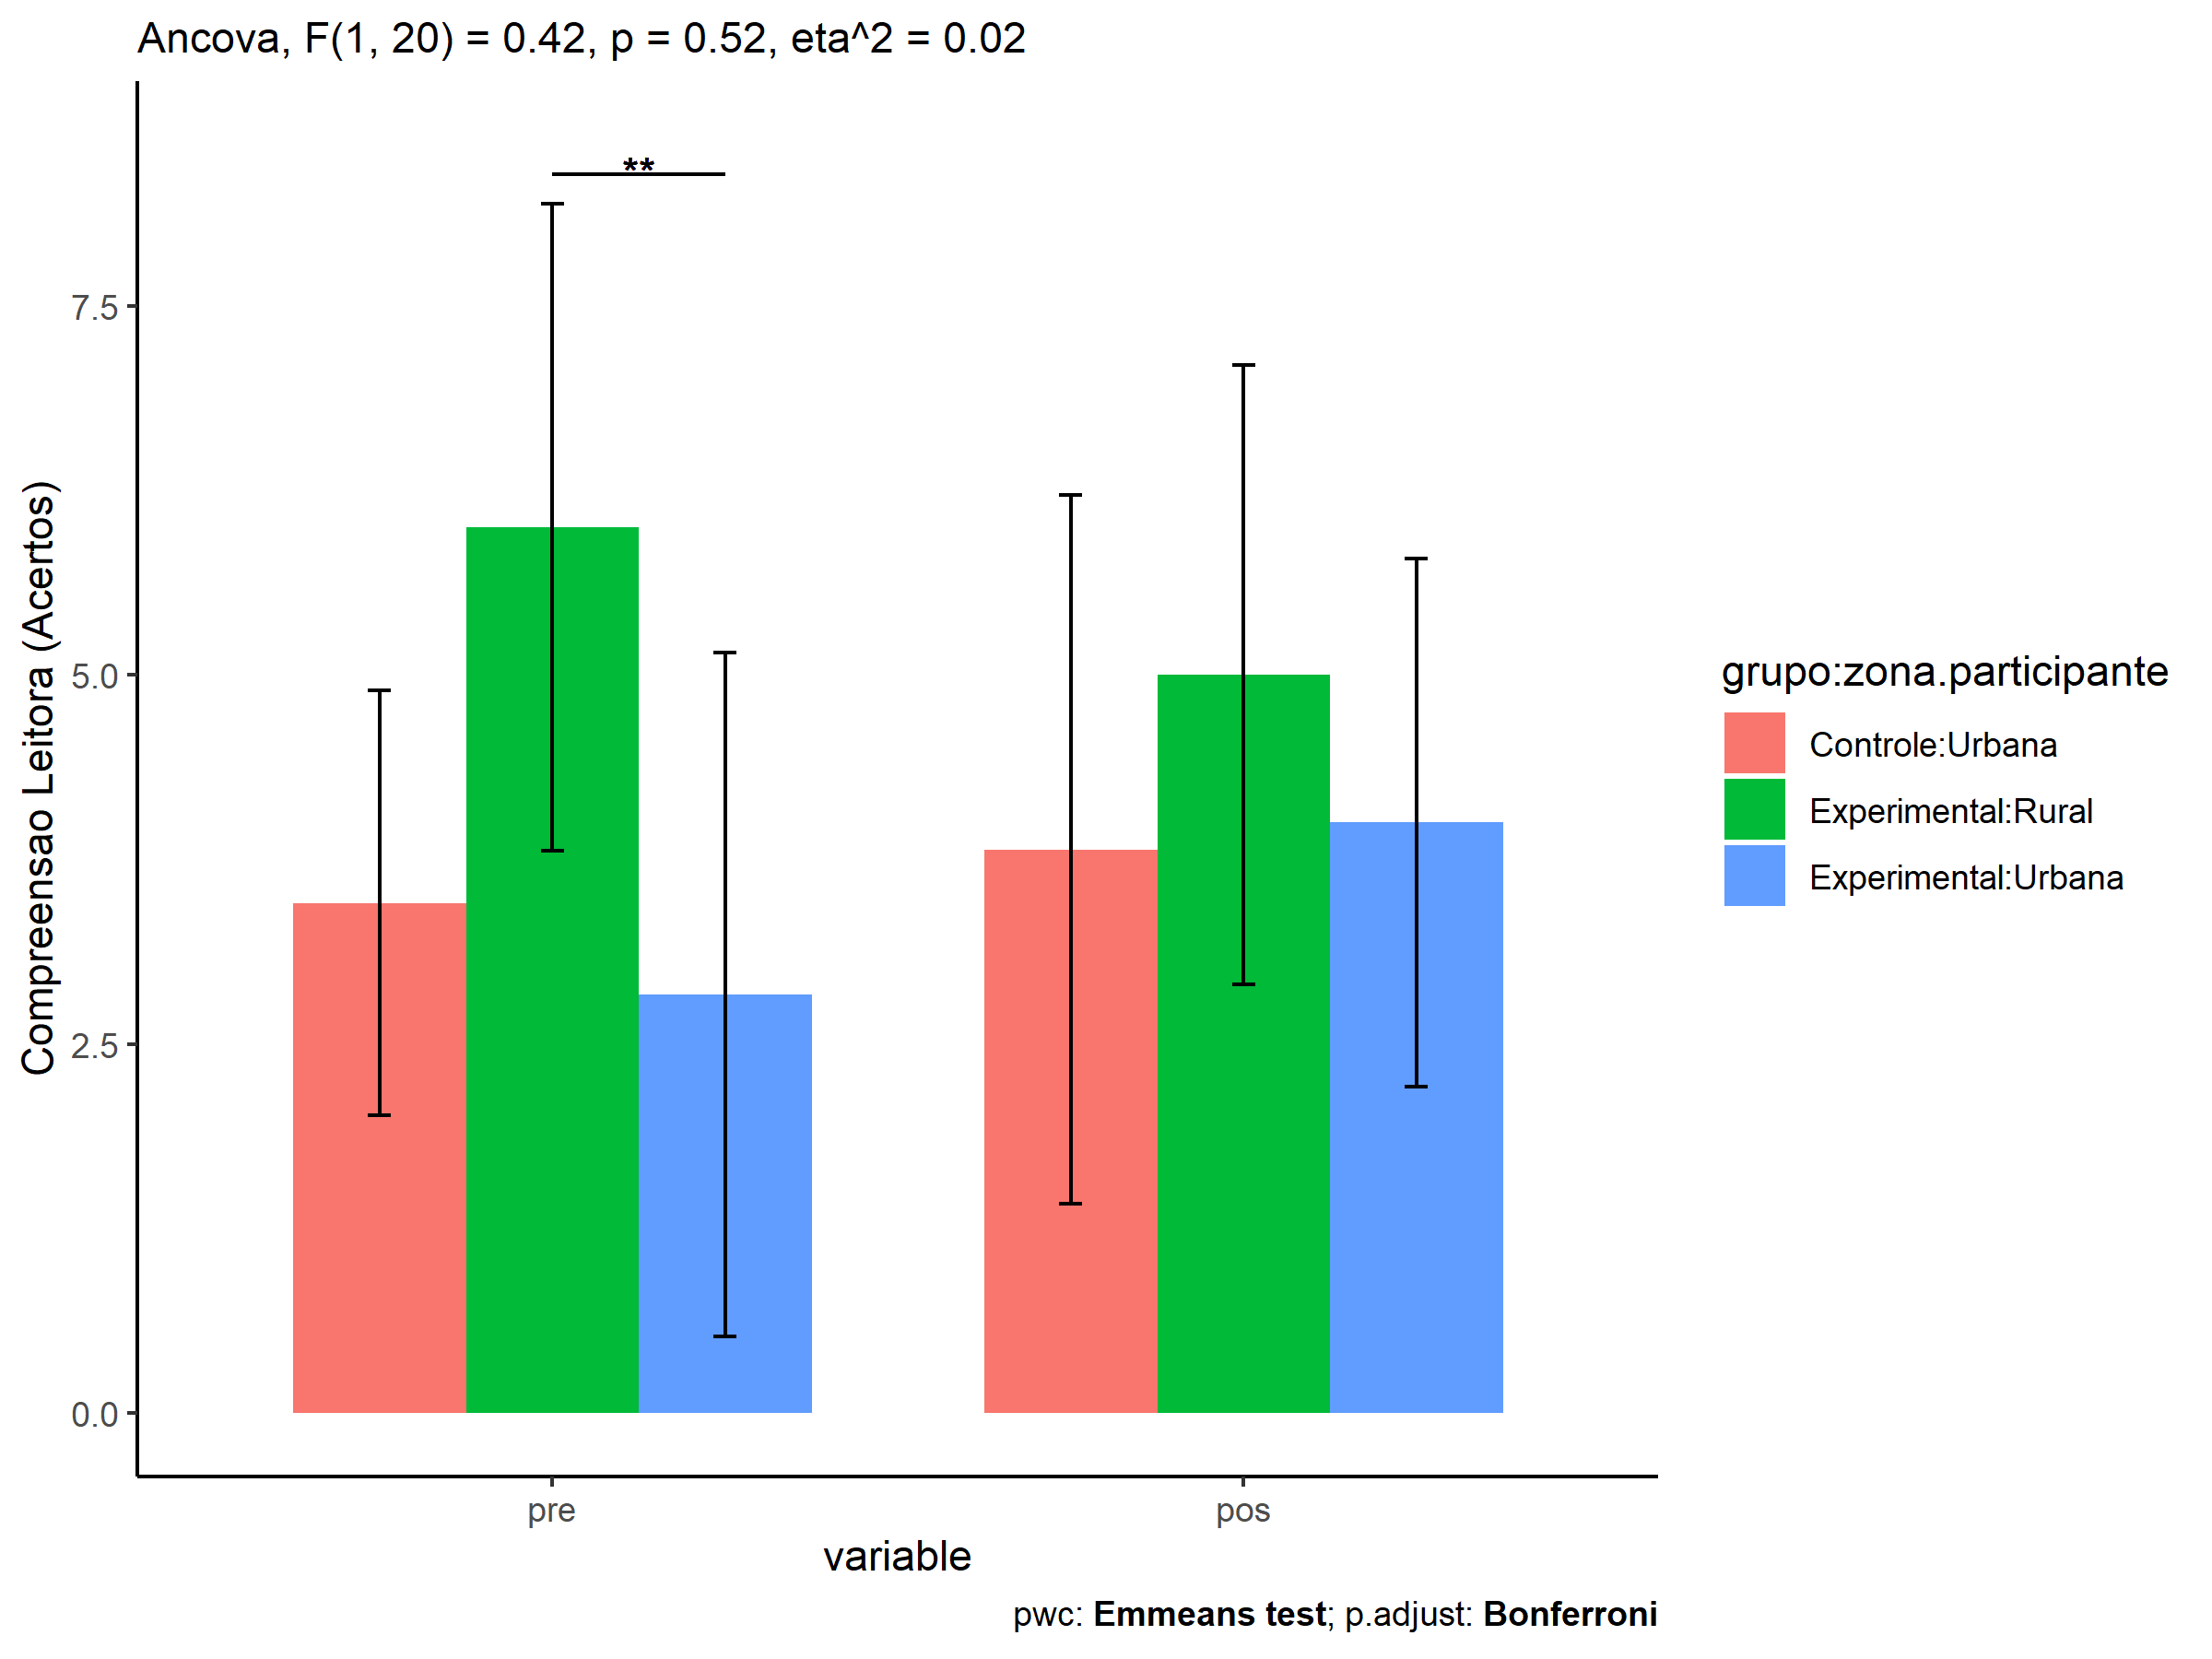 Ancova, F(1, 20) = 0.42, p = 0.52, eta^2 = 0.02
**
7.5
5.0
2.5
0.0
Compreensao Leitora (Acertos)
pre
pos
variable
grupo:zona.participante
Controle:Urbana
Experimental:Rural
Experimental:Urbana
pwc: Emmeans test; p.adjust: Bonferroni